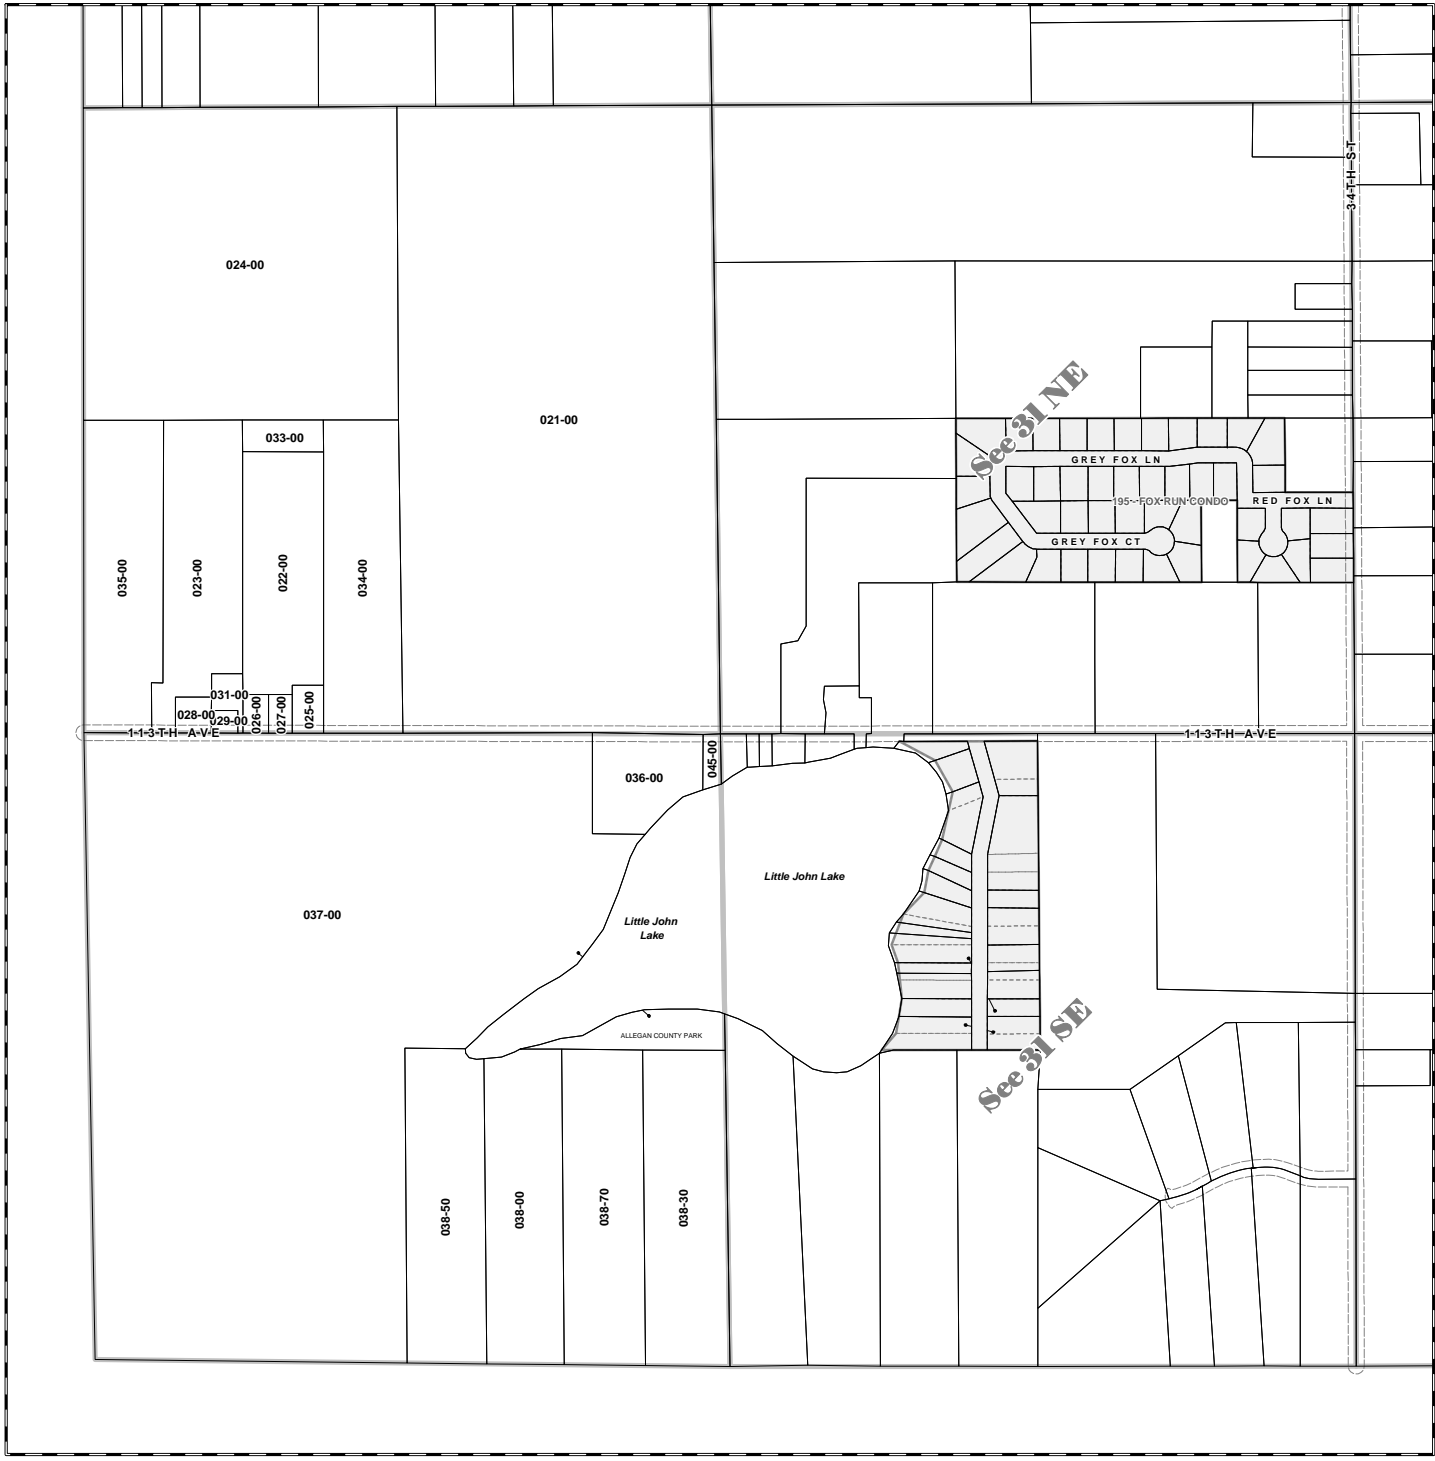 34TH ST
024-00
021-00
033-00
See 31 NE
GREY FOX LN
195 - FOX RUN CONDO
RED FOX LN
GREY FOX CT
035-00
023-00
022-00
034-00
031-00
028-00
029-00
026-00
027-00
025-00
113TH AVE
113TH AVE
036-00
045-00
Little John Lake
037-00
Little John
Lake
ALLEGAN COUNTY PARK
See 31 SE
038-50
038-00
038-70
038-30